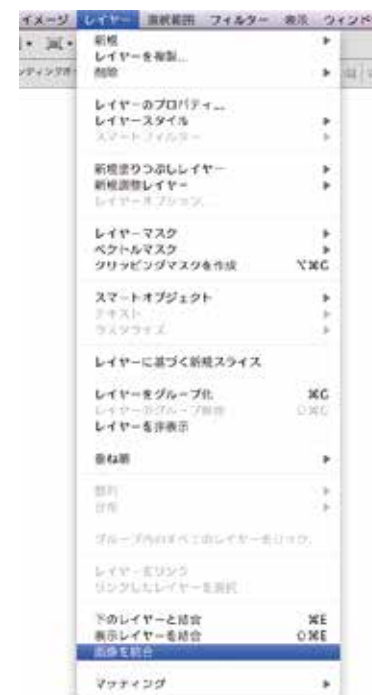 イメージ レイヤー 選択範囲 フィルター 表示 ウィンド
新規
レイヤーを複製...
削除
レイヤーのプロパティ...
レイヤースタイル
スマートフィルター
新規塗りつぶしレイヤー
新規調整レイヤー
レイヤーオプション...
レイヤーマスク
ベクトルマスク
クリッピングマスクを作成 ⌥⌘G
スマートオブジェクト
テキスト
ラスタライズ
レイヤーに基づく新規スライス
レイヤーをグループ化 ⌘G
レイヤーのグループ解除 ⇧⌘G
レイヤーを非表示
重ね順
整列
分布
グループ内のすべてのレイヤーをロック...
レイヤーをリンク
リンクしたレイヤーを選択
下のレイヤーと結合 ⌘E
表示レイヤーを結合 ⇧⌘E
画像を統合
マッティング